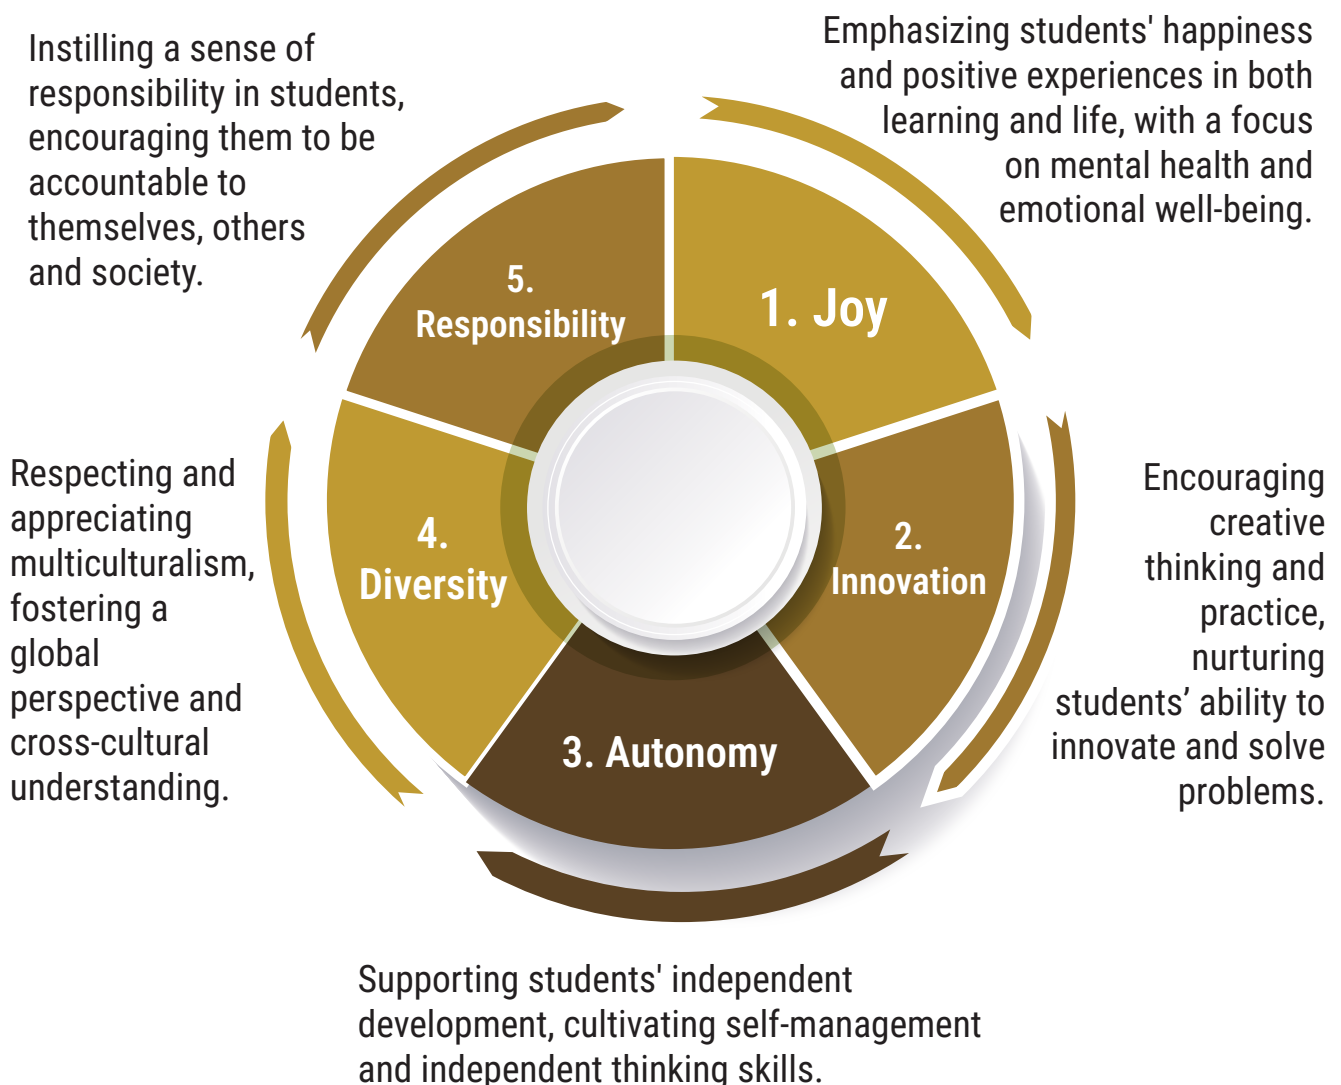 Emphasizing students' happiness
and positive experiences in both
learning and life, with a focus
on mental health and
emotional well-being.
1. Joy
Encouraging
creative
thinking and
practice,
nurturing
students’ ability to
innovate and solve
problems.
2.
Innovation
3. Autonomy
Supporting students' independent
development, cultivating self-management
and independent thinking skills.
4.
Diversity
Respecting and
appreciating
multiculturalism,
fostering a
global
perspective and
cross-cultural
understanding.
5.
Responsibility
Instilling a sense of
responsibility in students,
encouraging them to be
accountable to
themselves, others
and society.